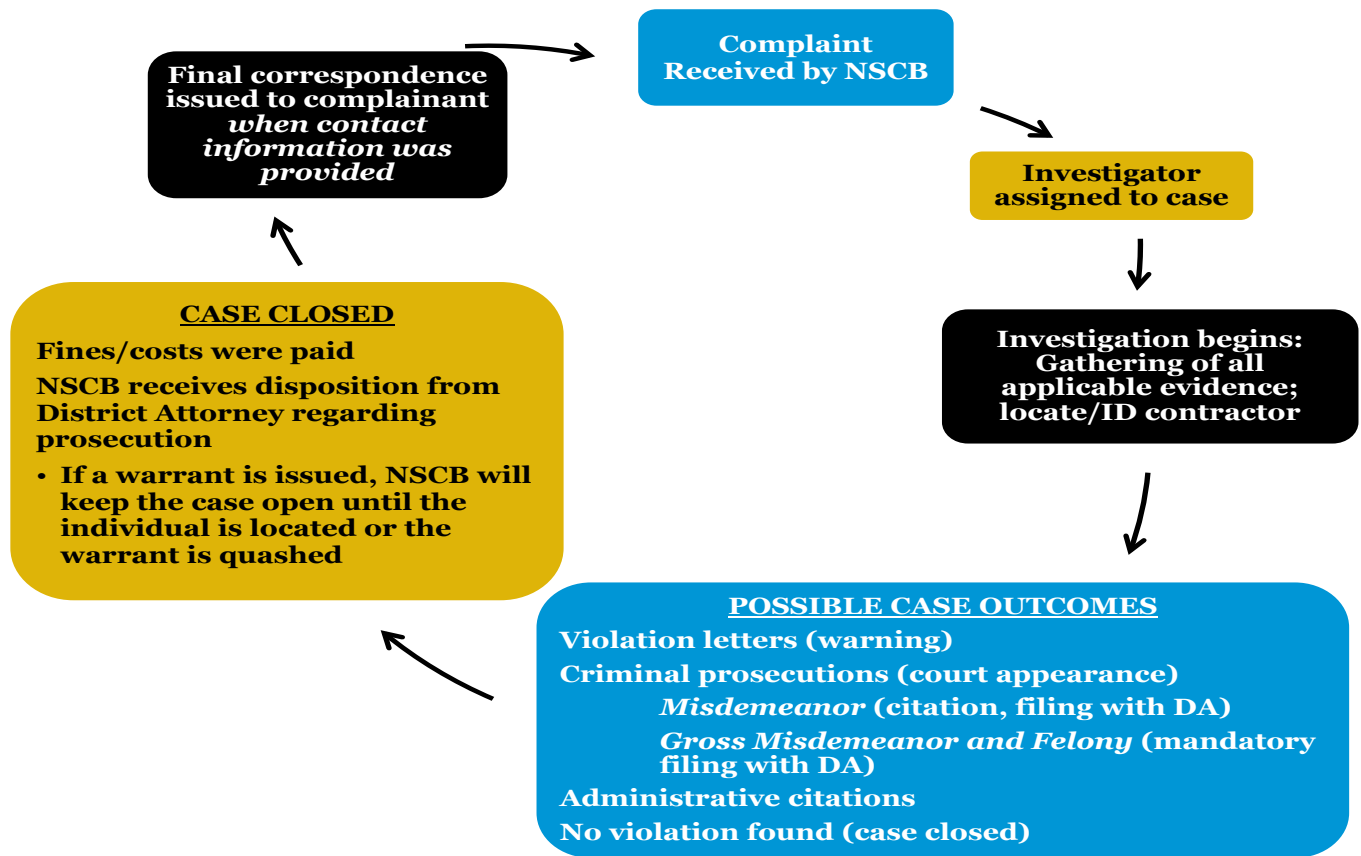 Complaint
Received by NSCB
Investigator
assigned to case
Investigation begins:
Gathering of all
applicable evidence;
locate/ID contractor
POSSIBLE CASE OUTCOMES
Violation letters (warning)
Criminal prosecutions (court appearance)
Misdemeanor (citation, filing with DA)
Gross Misdemeanor and Felony (mandatory
filing with DA)
Administrative citations
No violation found (case closed)
CASE CLOSED
Fines/costs were paid
NSCB receives disposition from
District Attorney regarding
prosecution
• If a warrant is issued, NSCB will
keep the case open until the
individual is located or the
warrant is quashed
Final correspondence
issued to complainant
when contact
information was
provided